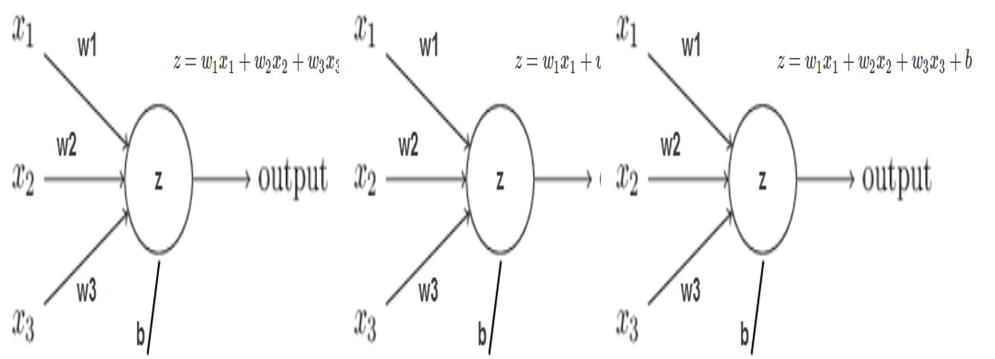 x1
w1
z = w1x1 + w2x2 + w3x3
w2
x2
z
output
w3
x3
b
x1
w1
z = w1x1 +
w2
x2
z
w3
x3
b
x1
w1
z = w1x1 + w2x2 + w3x3 + b
w2
x2
z
output
w3
x3
b